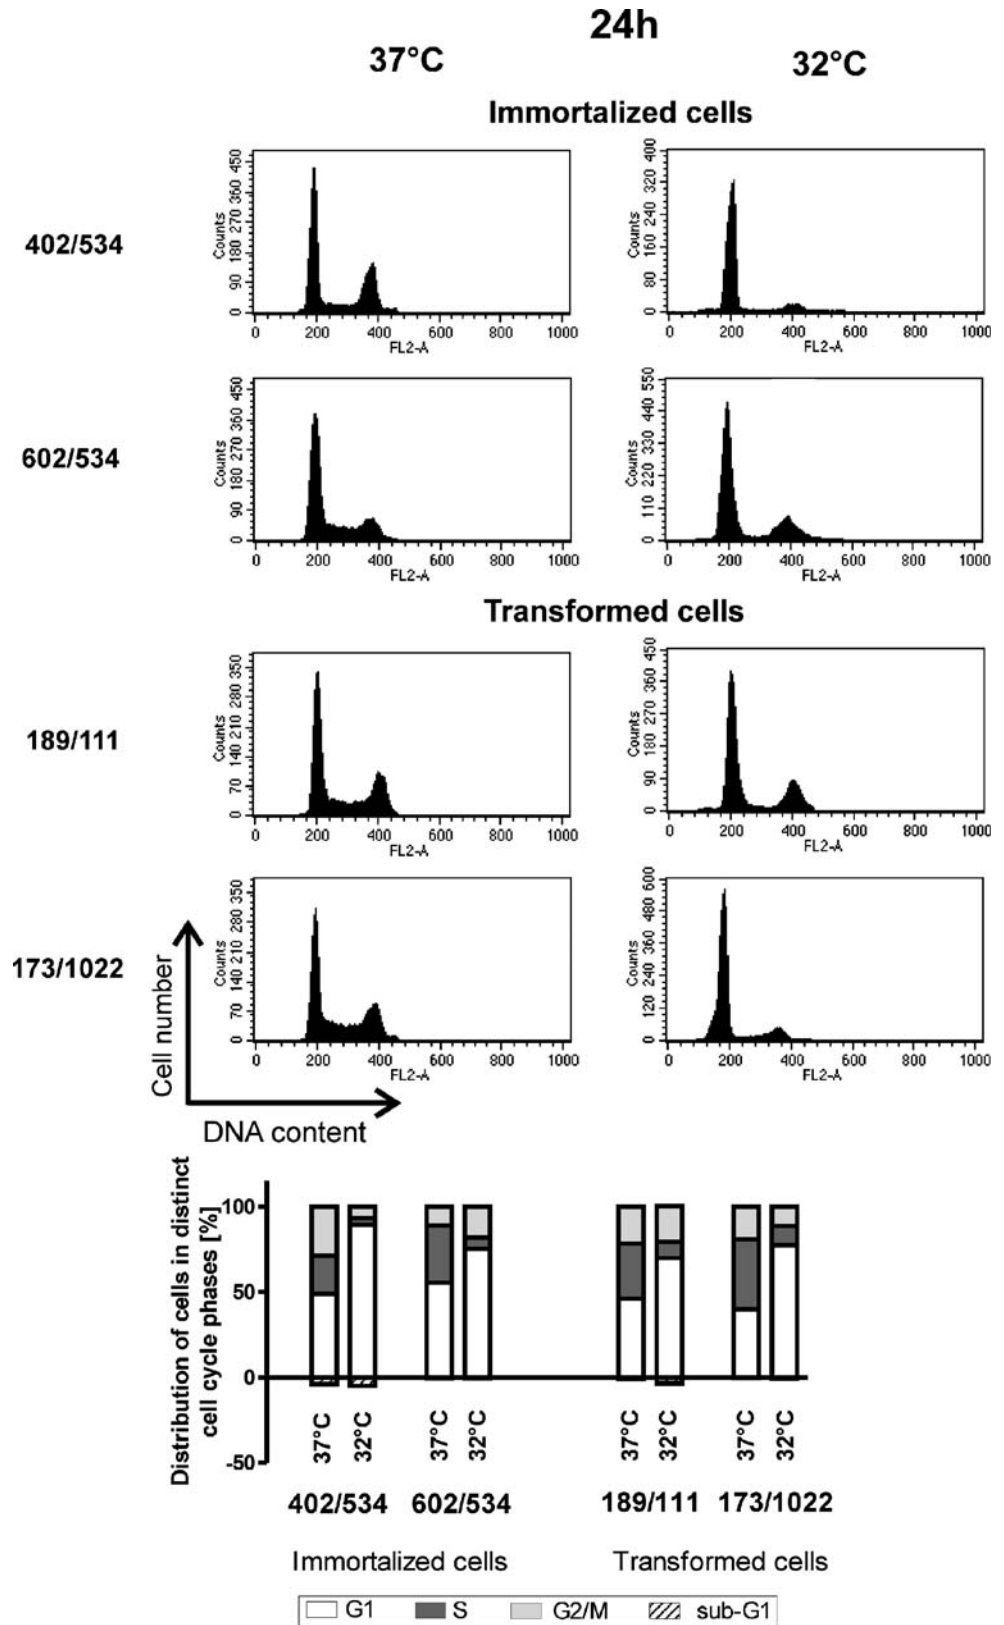 24h
37°C 32°C
Immortalized cells
402/534
Counts
0 90 180 270 360 450
0 200 400 600 800 1000
FL2-A
Counts
0 80 160 240 320 400
0 200 400 600 800 1000
FL2-A
602/534
Counts
0 90 180 270 360 450
0 200 400 600 800 1000
FL2-A
Counts
0 110 220 330 440 550
0 200 400 600 800 1000
FL2-A
Transformed cells
189/111
Counts
0 70 140 210 280 350
0 200 400 600 800 1000
FL2-A
Counts
0 90 180 270 360 450
0 200 400 600 800 1000
FL2-A
173/1022
Counts
0 70 140 210 280 350
0 200 400 600 800 1000
FL2-A
Counts
0 120 240 360 480 600
0 200 400 600 800 1000
FL2-A
Cell number
DNA content
Distribution of cells in distinct
cell cycle phases [%]
100
50
0
-50
37°C 32°C 37°C 32°C 37°C 32°C 37°C 32°C
402/534 602/534 189/111 173/1022
Immortalized cells Transformed cells
G1 S G2/M sub-G1